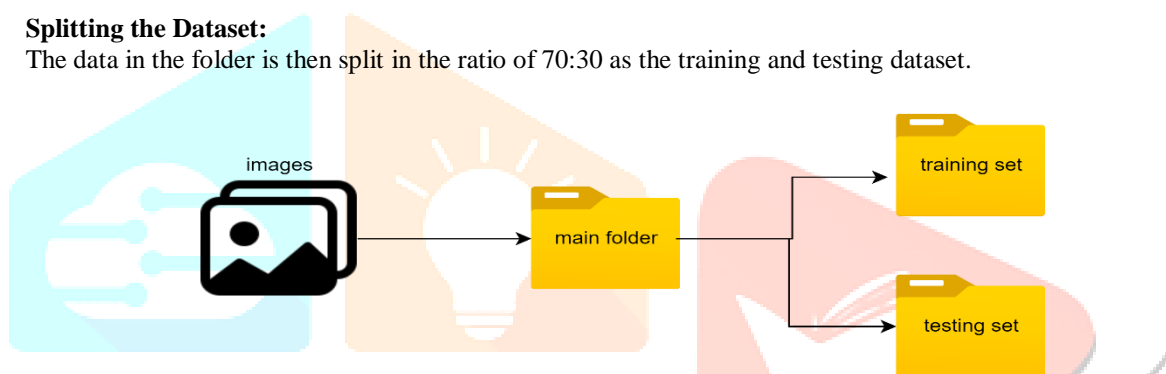 Splitting the Dataset:
The data in the folder is then split in the ratio of 70:30 as the training and testing dataset.
images
training set
main folder
testing set